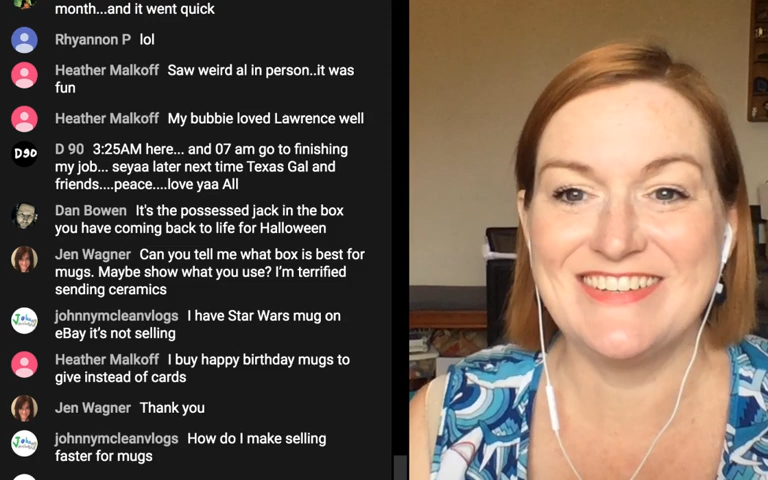 month...and it went quick
Rhyannon P lol
Heather Malkoff Saw weird al in person..it was
fun
Heather Malkoff My bubbie loved Lawrence well
D 90 3:25AM here... and 07 am go to finishing
my job... seyaa later next time Texas Gal and
friends....peace....love yaa All
Dan Bowen It's the possessed jack in the box
you have coming back to life for Halloween
Jen Wagner Can you tell me what box is best for
mugs. Maybe show what you use? I'm terrified
sending ceramics
johnnymcleanvlogs I have Star Wars mug on
eBay it's not selling
Heather Malkoff I buy happy birthday mugs to
give instead of cards
Jen Wagner Thank you
johnnymcleanvlogs How do I make selling
faster for mugs